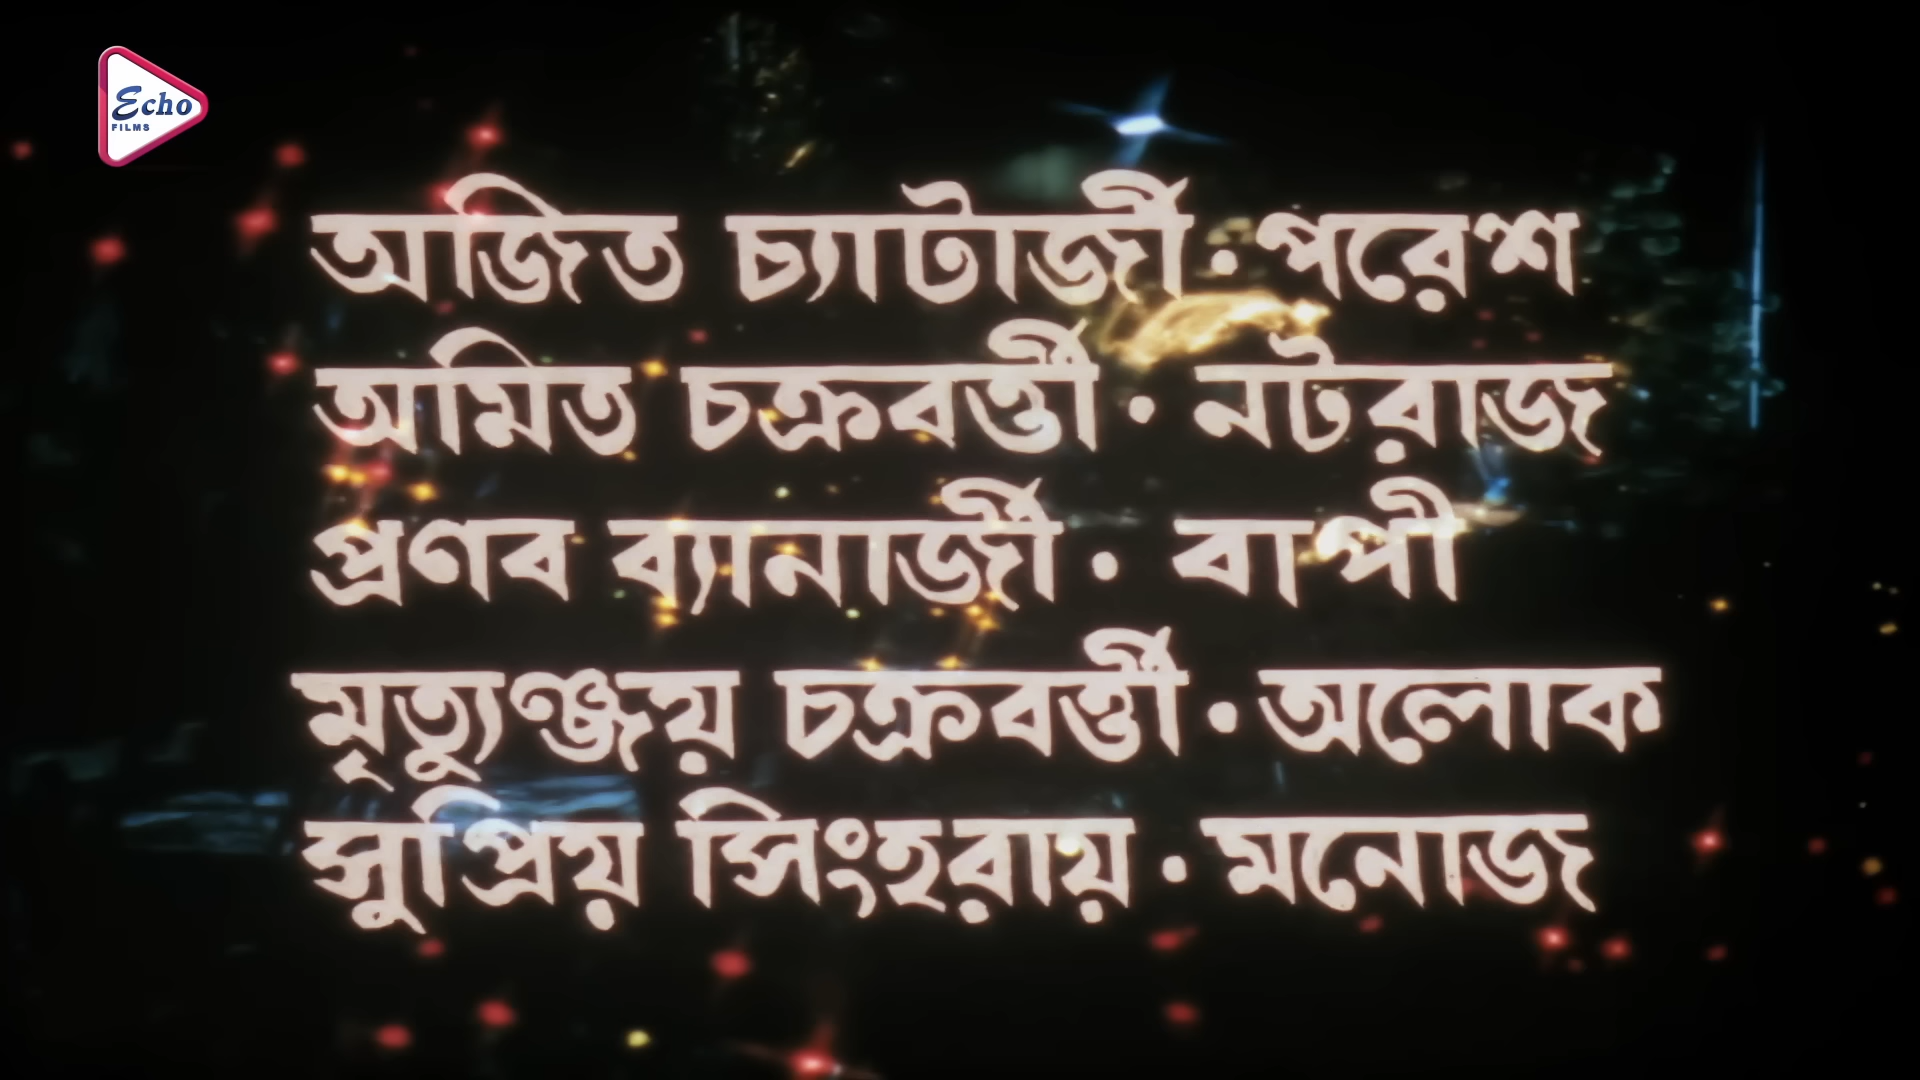 Echo
FILMS
অজিত চ্যাটার্জী · পরেশ
অমিত চক্রবর্ত্তী · নটরাজ
প্রণব ব্যানার্জী · বাপী
মৃত্যুঞ্জয় চক্রবর্ত্তী · অলোক
সুপ্রিয় সিংহরায় · মনোজ